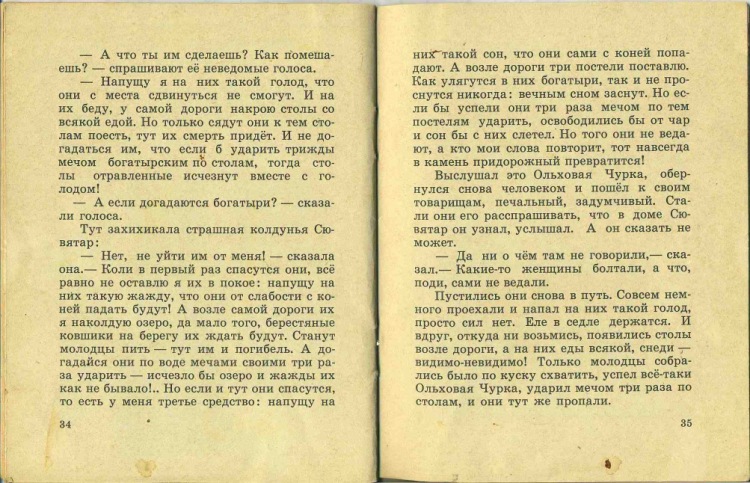 — А что ты им сделаешь? Как помеша-
ешь? — спрашивают её неведомые голоса.
— Напущу я на них такой голод, что
они с места сдвинуться не смогут. И на
их беду, у самой дороги накрою столы со
всякой едой. Но только сядут они к тем сто-
лам поесть, тут их смерть придёт. И не до-
гадаться им, что если б ударить трижды
мечом богатырским по столам, тогда сто-
лы отравленные исчезнут вместе с го-
лодом!
— А если догадаются богатыри? — сказа-
ли голоса.
Тут захихикала страшная колдунья Сю-
вятар:
— Нет, не уйти им от меня! — сказала
она.— Коли в первый раз спасутся они, всё
равно не оставлю я их в покое: напущу на
них такую жажду, что они от слабости с ко-
ней падать будут! А возле самой дороги их
я наколдую озеро, да мало того, берестяные
ковшики на берегу их ждать будут. Станут
молодцы пить — тут им и погибель. А до-
гадайся они по воде мечами своими три ра-
за ударить — исчезло бы озеро и жажды их
как не бывало!.. Но если и тут они спасутся,
то есть у меня третье средство: напущу на
34
них такой сон, что они сами с коней попа-
дают. А возле дороги три постели поставлю.
Как улягутся в них богатыри, так и не про-
снутся никогда: вечным сном заснут. Но ес-
ли бы успели они три раза мечом по тем
постелям ударить, освободились бы от чар
и сон бы с них слетел. Но того они не ведa-
ют, а кто мои слова повторит, тот навсегда
в камень придорожный превратится!
Выслушал это Ольховая Чурка, обер-
нулся снова человеком и пошёл к своим
товарищам, печальный, задумчивый. Ста-
ли они его расспрашивать, что в доме Сю-
вятар он узнал, услышал. А он сказать не
может.
— Да ни о чём там не говорили,— ска-
зал.— Какие-то женщины болтали, а что,
поди, сами не ведали.
Пустились они снова в путь. Совсем нем-
ного проехали и напал на них такой голод,
просто сил нет. Еле в седле держатся. И
вдруг, откуда ни возьмись, появились столы
возле дороги, а на них еды всякой, снеди —
видимо-невидимо! Только молодцы собра-
лись было по куску схватить, успел всё-таки
Ольховая Чурка, ударил мечом три раза по
столам, и они тут же пропали.
35